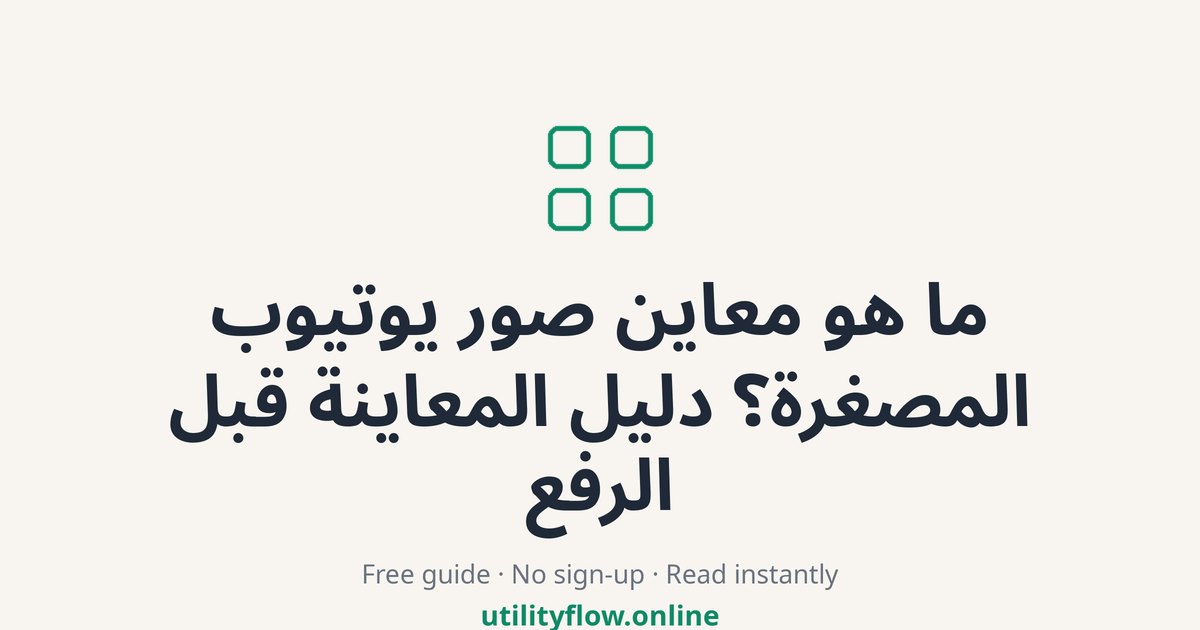 ما هو معاين صور يوتيوب
المصغرة؟ دليل المعاينة قبل
الرفع
Free guide · No sign-up · Read instantly
utilityflow.online